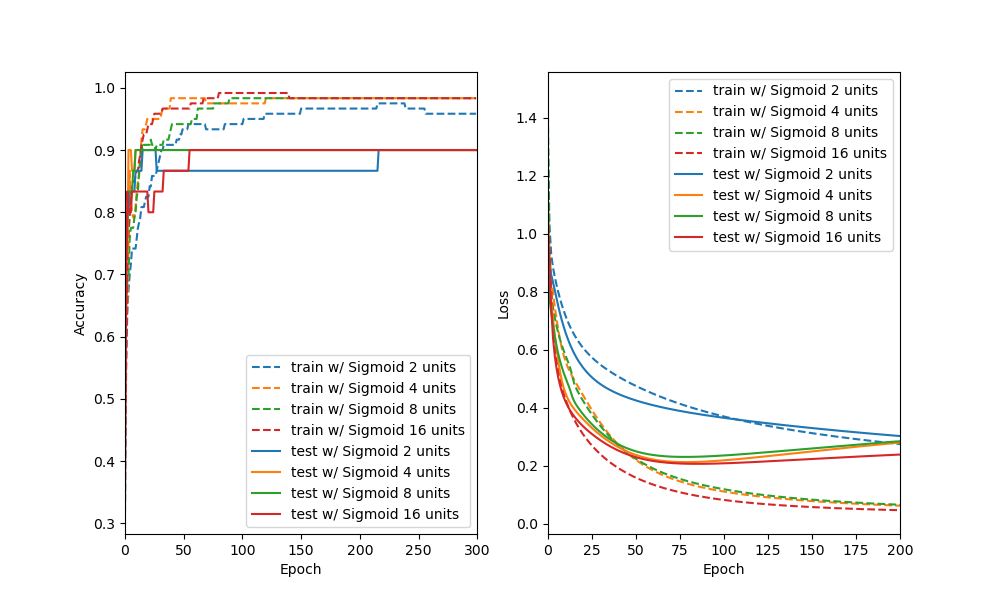 1.0
0.9
0.8
0.7
0.6
0.5
0.4
0.3
Accuracy
train w/ Sigmoid 2 units
train w/ Sigmoid 4 units
train w/ Sigmoid 8 units
train w/ Sigmoid 16 units
test w/ Sigmoid 2 units
test w/ Sigmoid 4 units
test w/ Sigmoid 8 units
test w/ Sigmoid 16 units
0 50 100 150 200 250 300
Epoch
1.4
1.2
1.0
0.8
0.6
0.4
0.2
0.0
Loss
train w/ Sigmoid 2 units
train w/ Sigmoid 4 units
train w/ Sigmoid 8 units
train w/ Sigmoid 16 units
test w/ Sigmoid 2 units
test w/ Sigmoid 4 units
test w/ Sigmoid 8 units
test w/ Sigmoid 16 units
0 25 50 75 100 125 150 175 200
Epoch